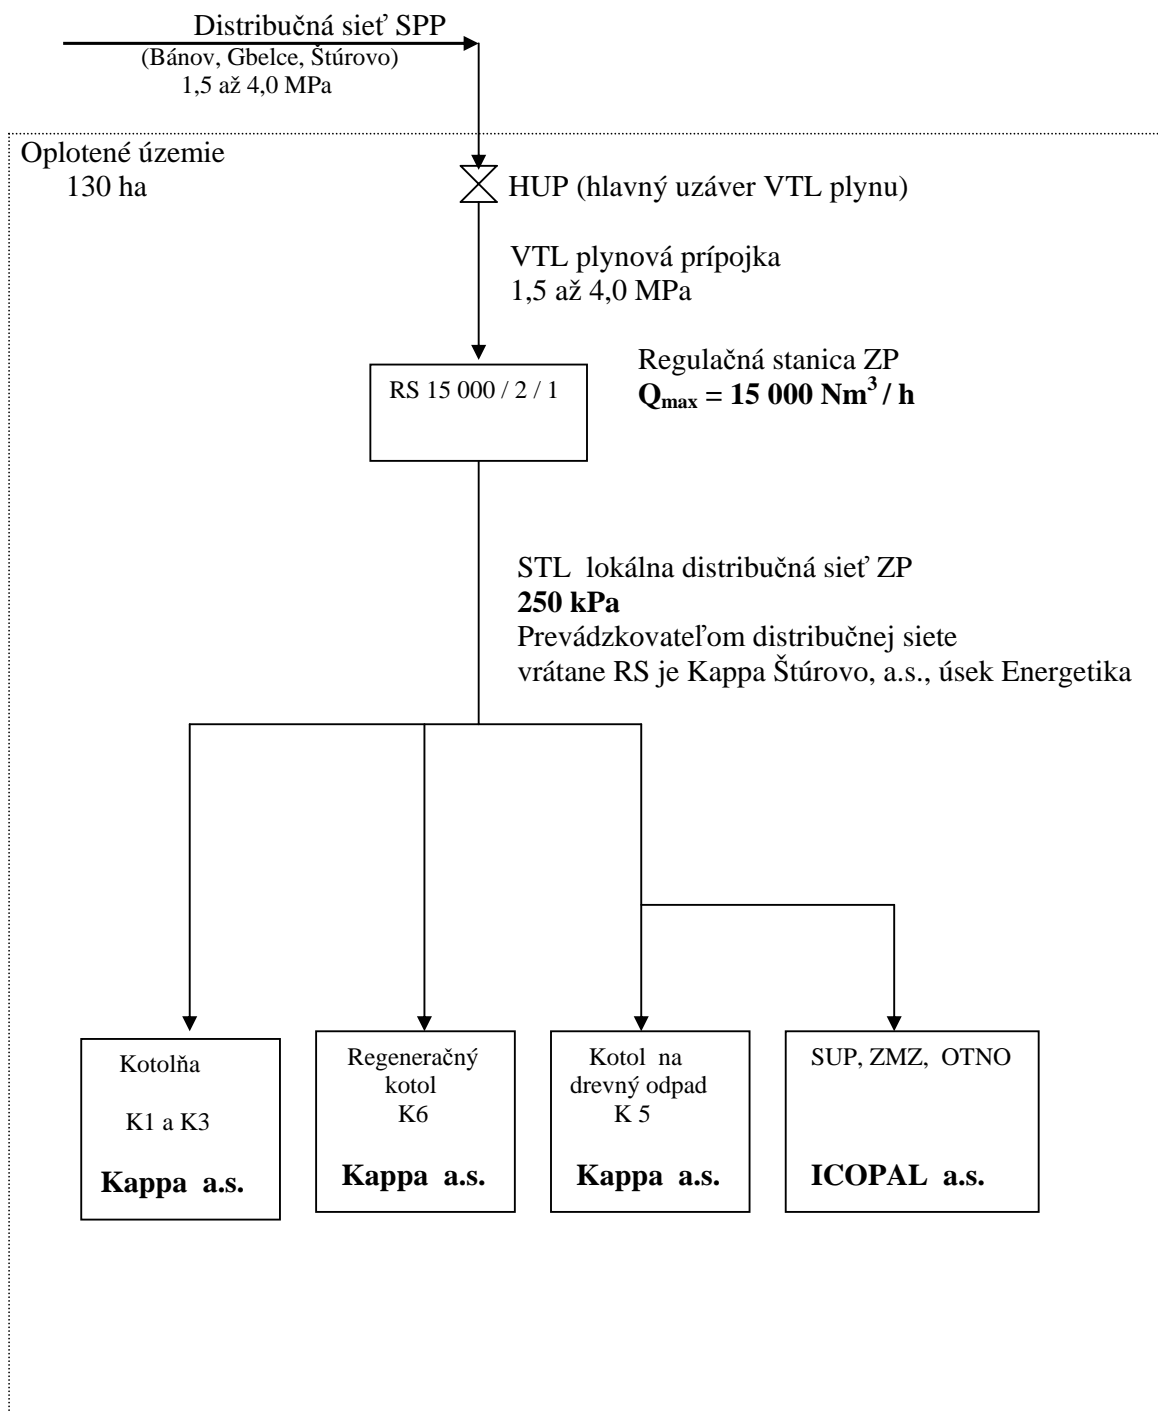 Distribučná sieť SPP
(Bánov, Gbelce, Štúrovo)
1,5 až 4,0 MPa
Oplotené územie
130 ha
HUP (hlavný uzáver VTL plynu)
VTL plynová prípojka
1,5 až 4,0 MPa
RS 15 000 / 2 / 1
Regulačná stanica ZP
Qmax = 15 000 Nm³ / h
STL lokálna distribučná sieť ZP
250 kPa
Prevádzkovateľom distribučnej siete
vrátane RS je Kappa Štúrovo, a.s., úsek Energetika
Kotolňa
K1 a K3
Kappa a.s.
Regeneračný
kotol
K6
Kappa a.s.
Kotol na
drevný odpad
K 5
Kappa a.s.
SUP, ZMZ, OTNO
ICOPAL a.s.